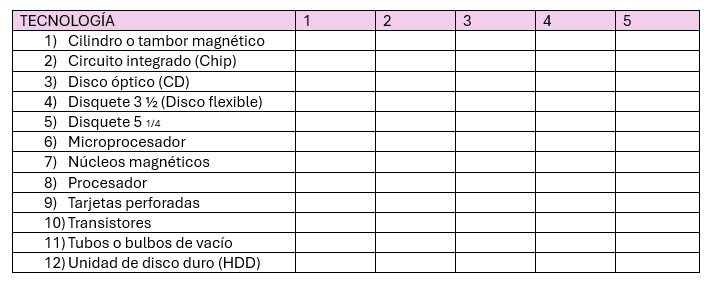 TECNOLOGÍA 1 2 3 4 5
1) Cilindro o tambor magnético
2) Circuito integrado (Chip)
3) Disco óptico (CD)
4) Disquete 3 ½ (Disco flexible)
5) Disquete 5 1/4
6) Microprocesador
7) Núcleos magnéticos
8) Procesador
9) Tarjetas perforadas
10) Transistores
11) Tubos o bulbos de vacío
12) Unidad de disco duro (HDD)